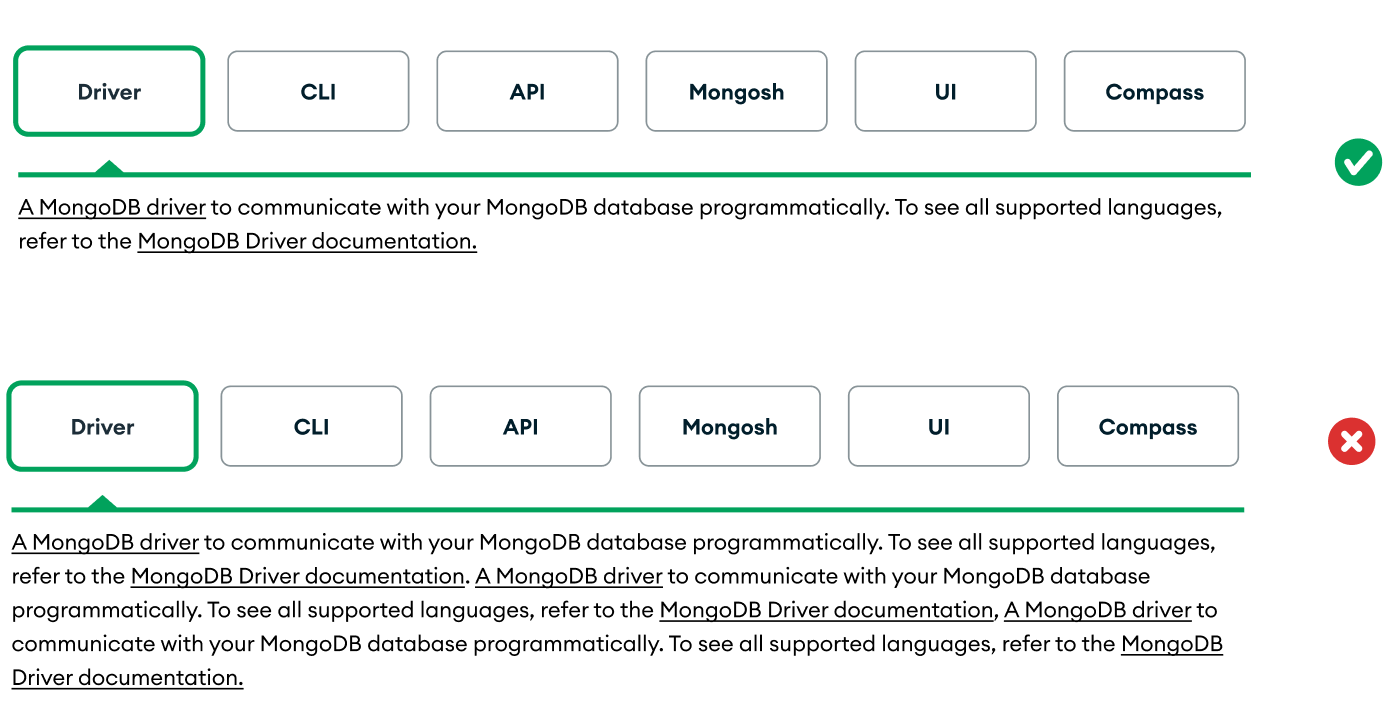 Driver
CLI
API
Mongosh
UI
Compass
A MongoDB driver to communicate with your MongoDB database programmatically. To see all supported languages,
refer to the MongoDB Driver documentation.
Driver
CLI
API
Mongosh
UI
Compass
A MongoDB driver to communicate with your MongoDB database programmatically. To see all supported languages,
refer to the MongoDB Driver documentation. A MongoDB driver to communicate with your MongoDB database
programmatically. To see all supported languages, refer to the MongoDB Driver documentation, A MongoDB driver to
communicate with your MongoDB database programmatically. To see all supported languages, refer to the MongoDB
Driver documentation.